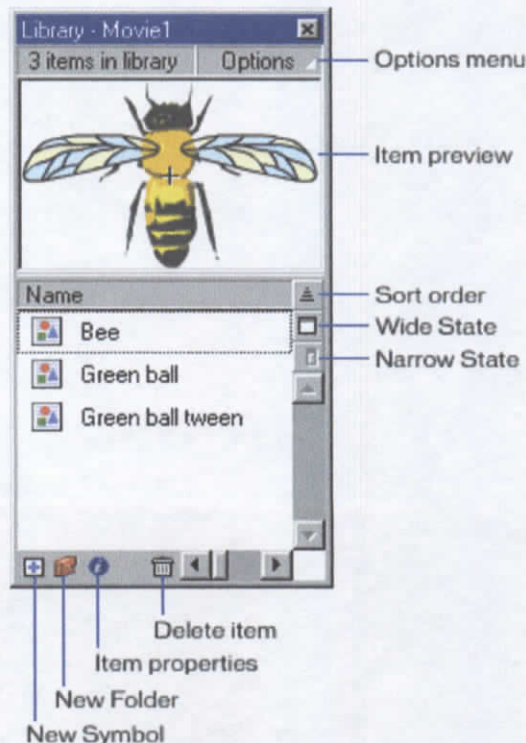 Library - Movie1
3 items in library Options
Options menu
Item preview
Name
Sort order
Wide State
Narrow State
Bee
Green ball
Green ball tween
Delete item
Item properties
New Folder
New Symbol